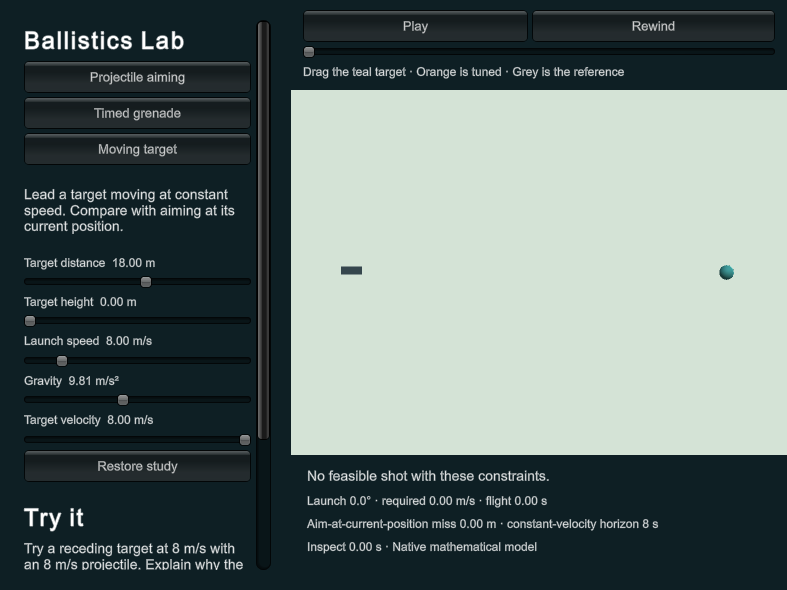 Ballistics Lab
Projectile aiming
Timed grenade
Moving target
Lead a target moving at constant
speed. Compare with aiming at its
current position.
Target distance 18.00 m
Target height 0.00 m
Launch speed 8.00 m/s
Gravity 9.81 m/s²
Target velocity 8.00 m/s
Restore study
Try it
Try a receding target at 8 m/s with
an 8 m/s projectile. Explain why the
Play
Rewind
Drag the teal target · Orange is tuned · Grey is the reference
No feasible shot with these constraints.
Launch 0.0° · required 0.00 m/s · flight 0.00 s
Aim-at-current-position miss 0.00 m · constant-velocity horizon 8 s
Inspect 0.00 s · Native mathematical model